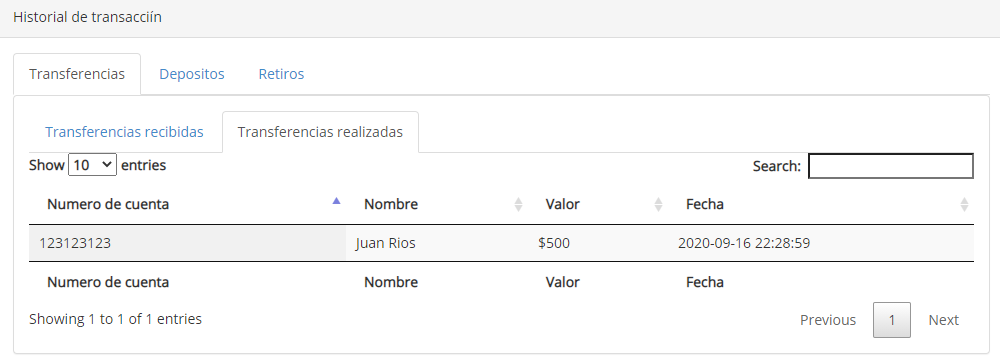 Historial de transacciín
Transferencias Depositos Retiros
Transferencias recibidas Transferencias realizadas
Show 10 entries Search:
Numero de cuenta Nombre Valor Fecha
123123123 Juan Rios $500 2020-09-16 22:28:59
Numero de cuenta Nombre Valor Fecha
Showing 1 to 1 of 1 entries Previous 1 Next